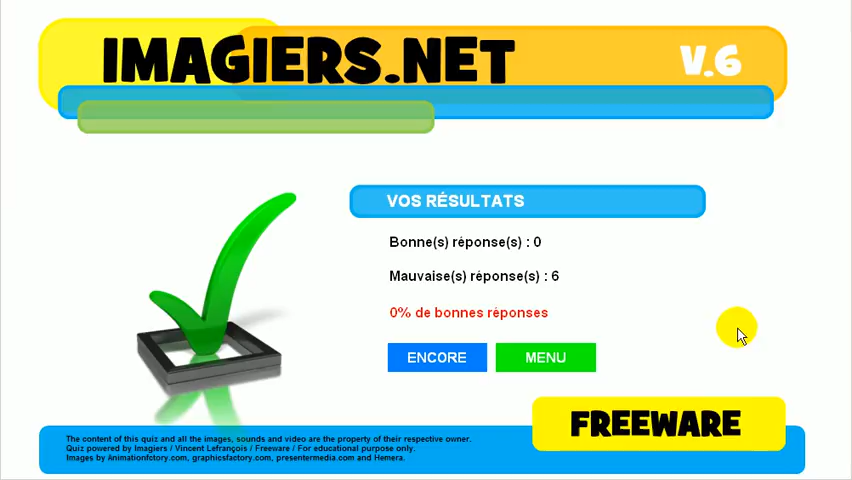 IMAGIERS.NET
V.6
VOS RÉSULTATS
Bonne(s) réponse(s) : 0
Mauvaise(s) réponse(s) : 6
0% de bonnes réponses
ENCORE
MENU
FREEWARE
The content of this quiz and all the images, sounds and video are the property of their respective owner.
Quiz powered by Imagiers / Vincent Lefrançois / Freeware / For educational purpose only.
Images by Animationfctory.com, graphicsfactory.com, presentermedia.com and Hemera.